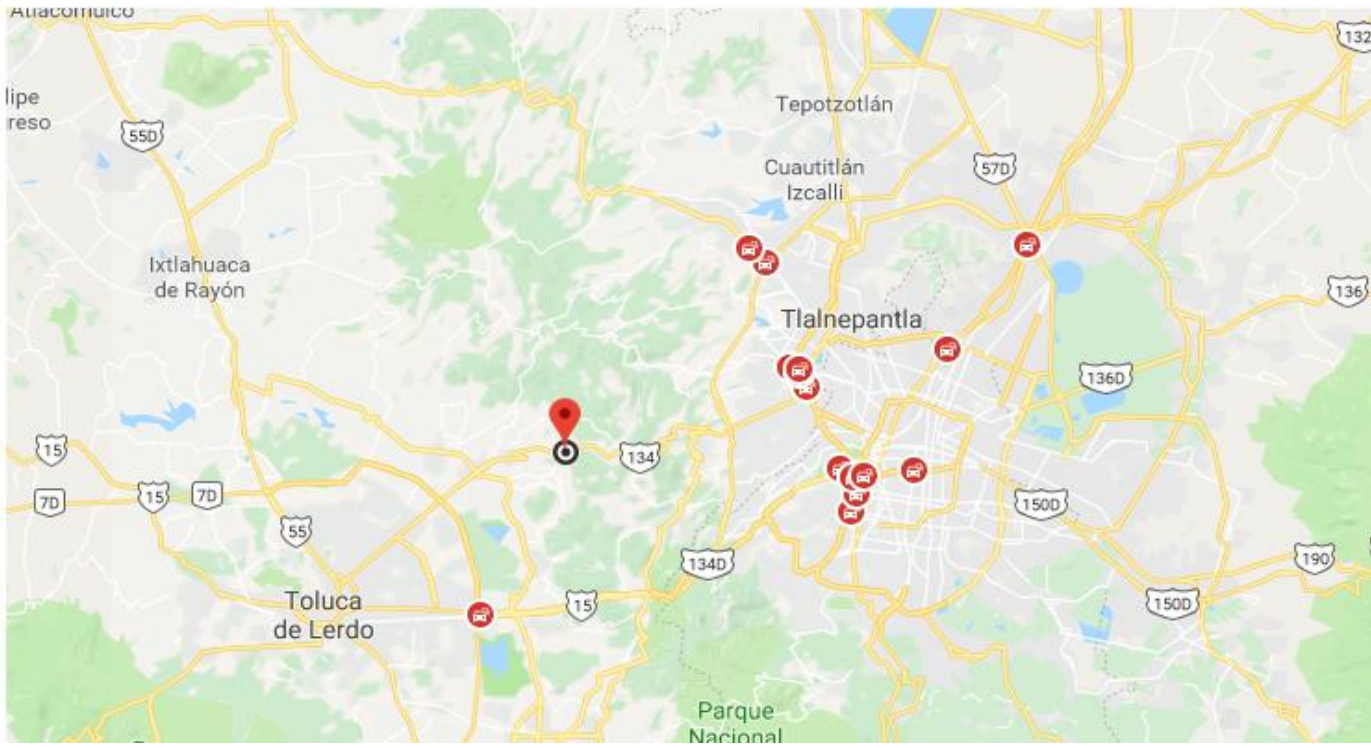 Atlacomulco
132
Tepotzotlán
lipe
reso
55D
Cuautitlán
Izcalli
57D
Ixtlahuaca
de Rayón
136
Tlalnepantla
136D
15
134
7D
15
7D
150D
55
134D
190
Toluca
de Lerdo
15
150D
Parque
Nacional